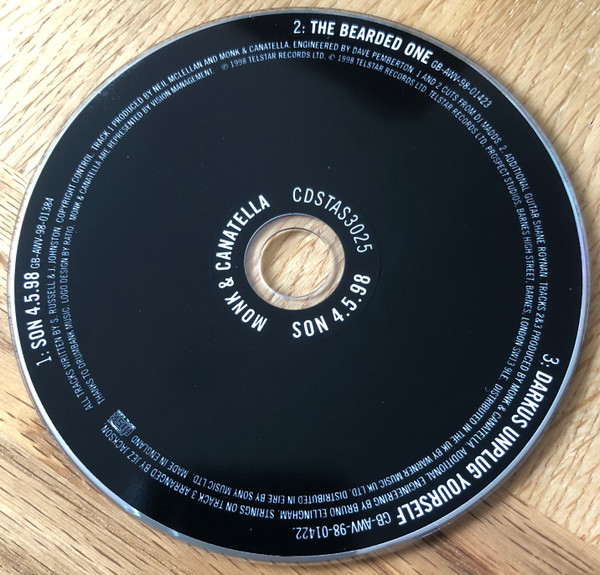 1: SON 4.5.98 GB-AWV-98-01384
2: THE BEARDED ONE GB-AWV-98-01423
3: DARKUS UNPLUG YOURSELF GB-AWV-98-01422.
ALL TRACKS WRITTEN BY S. RUSSELL & J. JOHNSTON. COPYRIGHT CONTROL. TRACK 1 PRODUCED BY NEIL MCLELLAN AND MONK & CANATELLA. ENGINEERED BY DAVE PEMBERTON. 1 AND 2 CUTS FROM DJ MADDS. 2. ADDITIONAL GUITAR SHANE ROYNAN. TRACKS 2&3 PRODUCED BY MONK & CANATELLA. ADDITIONAL ENGINEERING BY BRUNO ELLINGHAM. STRINGS ON TRACK 3 ARRANGED BY JEZ JACKSON
THANKS TO DRUMBANK MUSIC. LOGO DESIGN BY RATIO. MONK & CANATELLA ARE REPRESENTED BY VISION MANAGEMENT. ℗ 1998 TELSTAR RECORDS LTD. © 1998 TELSTAR RECORDS LTD. TELSTAR RECORDS LTD. PROSPECT STUDIOS. BARNES HIGH STREET, BARNES. LONDON SW13 9LE. DISTRIBUTED IN THE UK BY WARNER MUSIC UK LTD. DISTRIBUTED IN EIRE BY SONY MUSIC LTD. MADE IN ENGLAND
MONK & CANATELLA
CDSTAS3025
SON 4.5.98